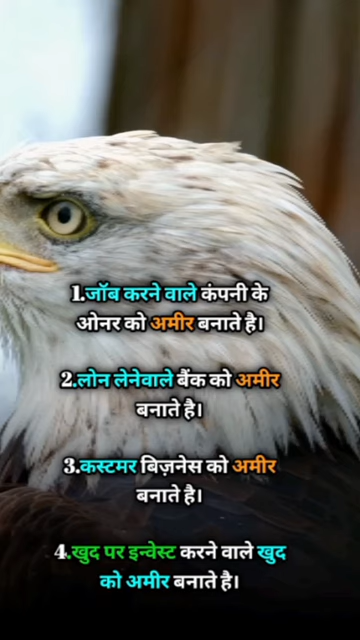 1.जॉब करने वाले कंपनी के
ओनर को अमीर बनाते है।
2.लोन लेनेवाले बैंक को अमीर
बनाते है।
3.कस्टमर बिज़नेस को अमीर
बनाते है।
4.खुद पर इन्वेस्ट करने वाले खुद
को अमीर बनाते है।